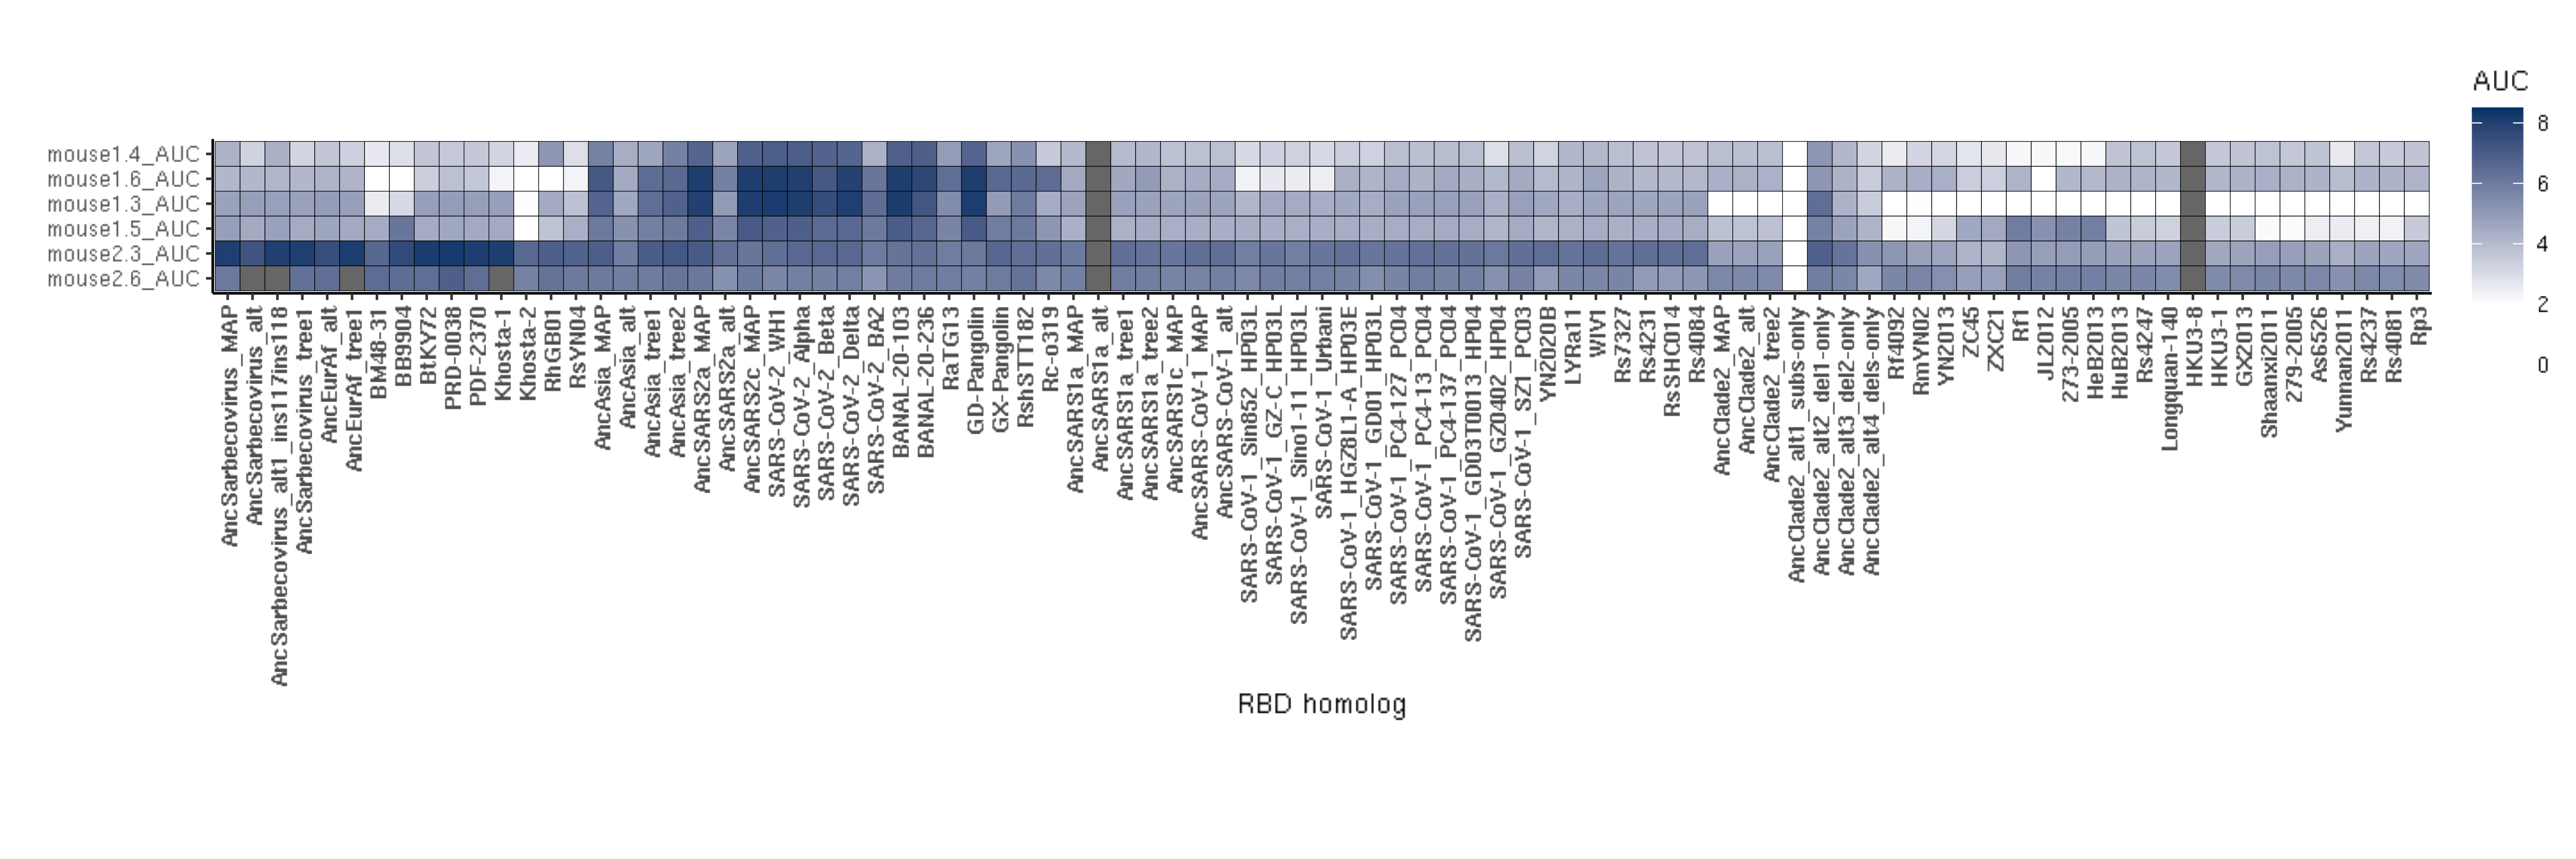 AUC
8
6
4
2
0
mouse1.4_AUC
mouse1.6_AUC
mouse1.3_AUC
mouse1.5_AUC
mouse2.3_AUC
mouse2.6_AUC
AncSarbecovirus_MAP
AncSarbecovirus_alt
AncSarbecovirus_alt1_ins117ins118
AncSarbecovirus_tree1
AncEurAf_alt
AncEurAf_tree1
BM48-31
BB9904
BtKY72
PRD-0038
PDF-2370
Khosta-1
Khosta-2
RhGB01
RsYN04
AncAsia_MAP
AncAsia_alt
AncAsia_tree1
AncAsia_tree2
AncSARS2a_MAP
AncSARS2a_alt
AncSARS2c_MAP
SARS-CoV-2_WH1
SARS-CoV-2_Alpha
SARS-CoV-2_Beta
SARS-CoV-2_Delta
SARS-CoV-2_BA2
BANAL-20-103
BANAL-20-236
RaTG13
GD-Pangolin
GX-Pangolin
RshSTT182
Rc-o319
AncSARS1a_MAP
AncSARS1a_alt
AncSARS1a_tree1
AncSARS1a_tree2
AncSARS1c_MAP
AncSARS-CoV-1_MAP
AncSARS-CoV-1_alt
SARS-CoV-1_Sin852_HP03L
SARS-CoV-1_GZ-C_HP03L
SARS-CoV-1_Sino1-11_HP03L
SARS-CoV-1_Urbani
SARS-CoV-1_HGZ8L1-A_HP03E
SARS-CoV-1_GD01_HP03L
SARS-CoV-1_PC4-127_PC04
SARS-CoV-1_PC4-13_PC04
SARS-CoV-1_PC4-137_PC04
SARS-CoV-1_GD03T0013_HP04
SARS-CoV-1_GZ0402_HP04
SARS-CoV-1_SZ1_PC03
YN2020B
LYRa11
WIV1
Rs7327
Rs4231
RsSHC014
Rs4084
AncClade2_MAP
AncClade2_alt
AncClade2_tree2
AncClade2_alt1_subs-only
AncClade2_alt2_del1-only
AncClade2_alt3_del2-only
AncClade2_alt4_dels-only
Rf4092
RmYN02
YN2013
ZC45
ZXC21
Rf1
JL2012
273-2005
HeB2013
HuB2013
Rs4247
Longquan-140
HKU3-8
HKU3-1
GX2013
Shaanxi2011
279-2005
As6526
Yunnan2011
Rs4237
Rs4081
Rp3
RBD homolog